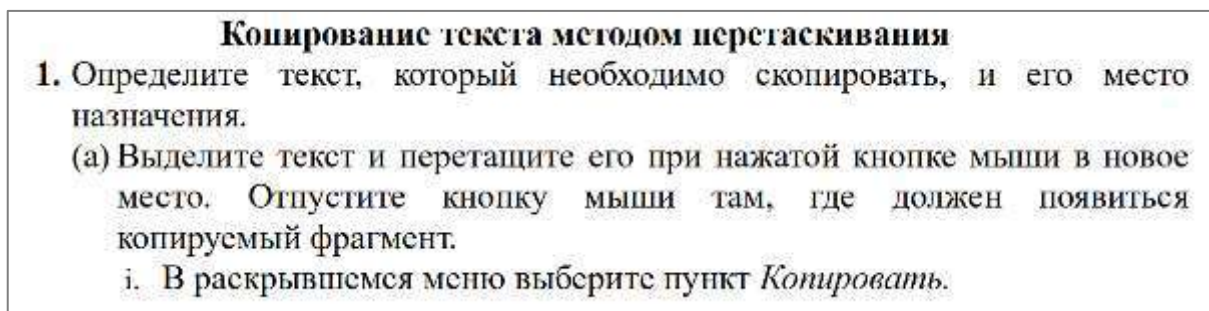 Копирование текста методом перетаскивания
1. Определите текст, который необходимо скопировать, и его место
назначения.
(a) Выделите текст и перетащите его при нажатой кнопке мыши в новое
место. Отпустите кнопку мыши там, где должен появиться
копируемый фрагмент.
i. В раскрывшемся меню выберите пункт Копировать.